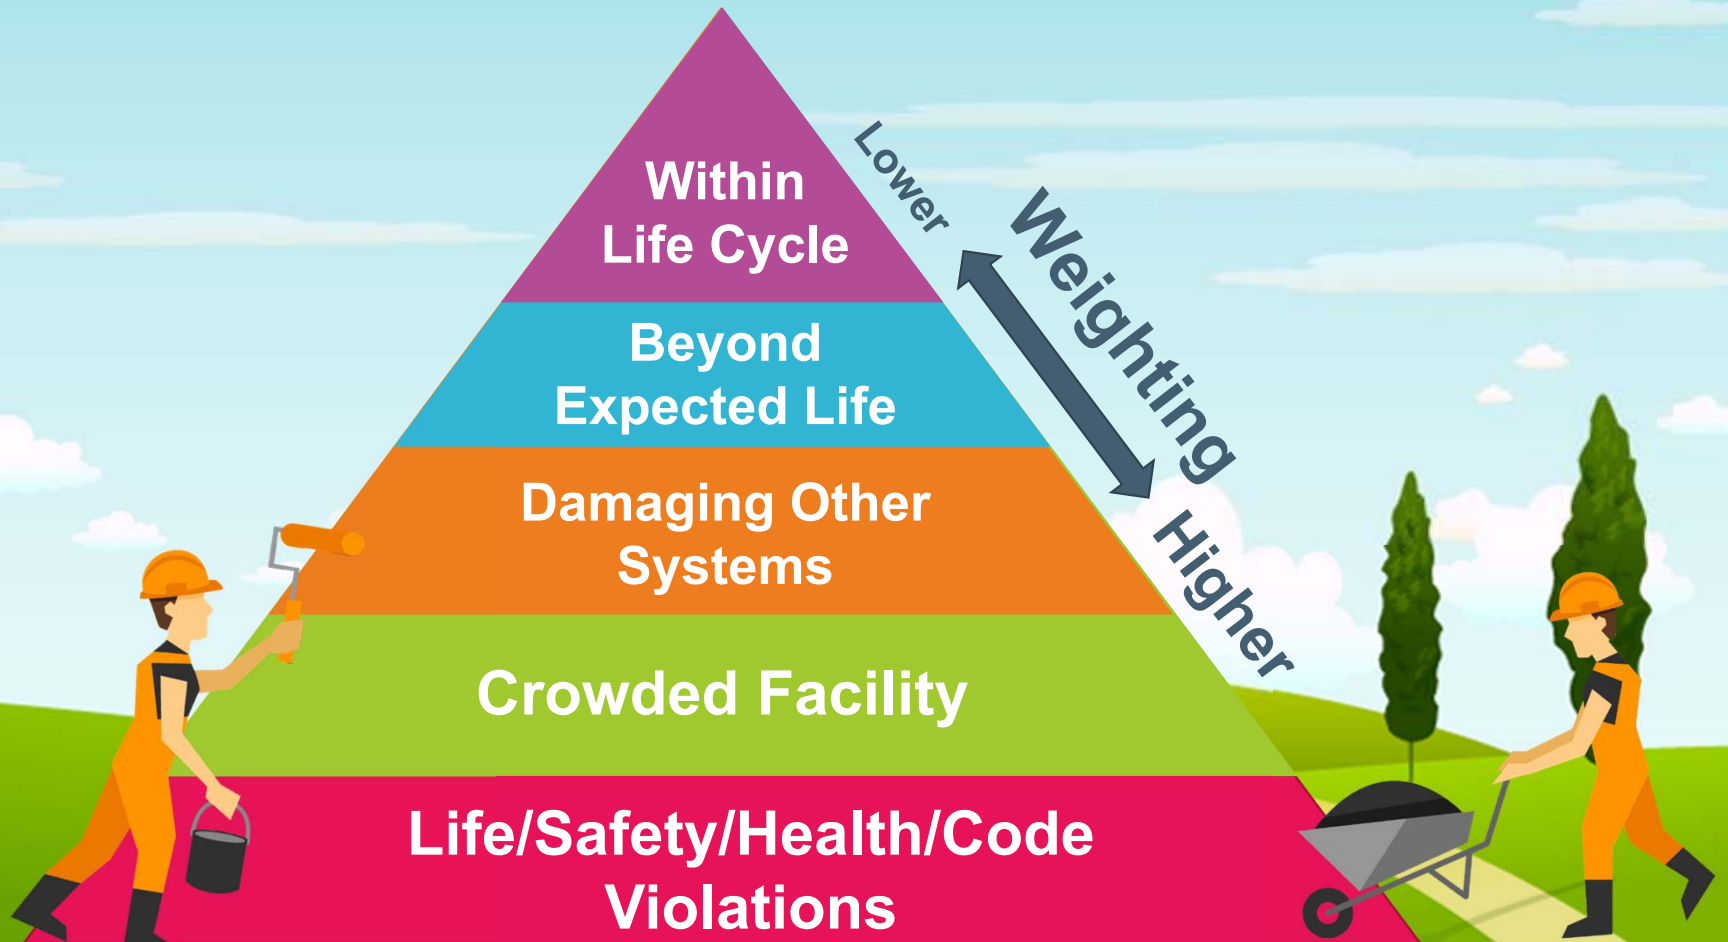 Within
Life Cycle
Beyond
Expected Life
Damaging Other
Systems
Crowded Facility
Life/Safety/Health/Code
Violations
Lower
Weighting
Higher